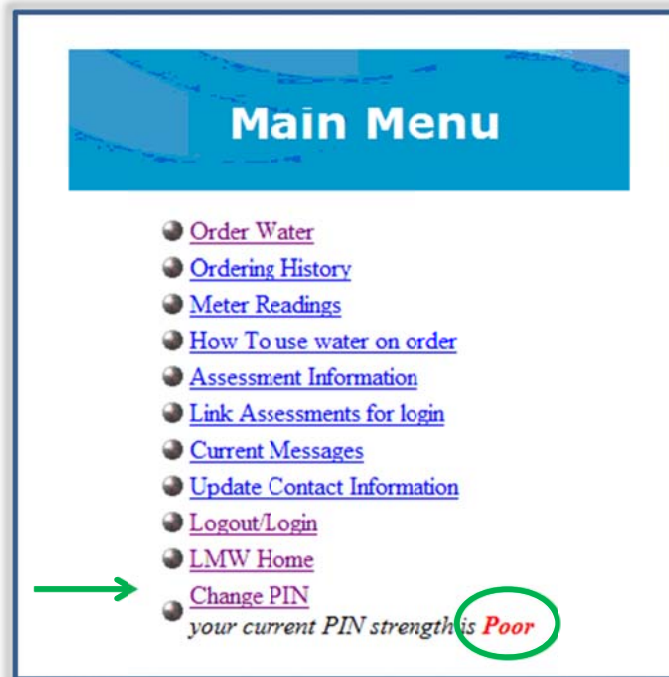 Main Menu
Order Water
Ordering History
Meter Readings
How To use water on order
Assessment Information
Link Assessments for login
Current Messages
Update Contact Information
Logout/Login
LMW Home
Change PIN
your current PIN strength is Poor